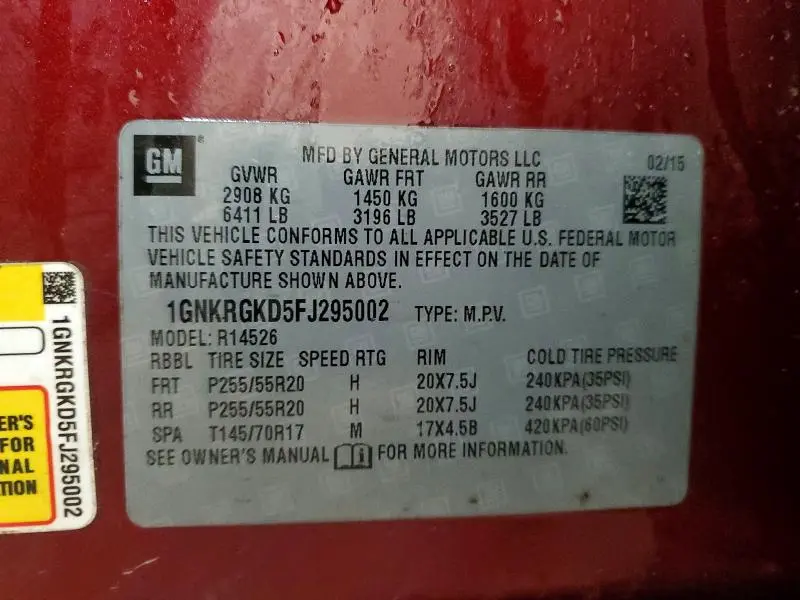 GM
MFD BY GENERAL MOTORS LLC
02/15
GVWR GAWR FRT GAWR RR
2908 KG 1450 KG 1600 KG
6411 LB 3196 LB 3527 LB
THIS VEHICLE CONFORMS TO ALL APPLICABLE U.S. FEDERAL MOTOR
VEHICLE SAFETY STANDARDS IN EFFECT ON THE DATE OF
MANUFACTURE SHOWN ABOVE.
1GNKRGKD5FJ295002 TYPE: M.P.V.
MODEL: R14526
RBBL TIRE SIZE SPEED RTG RIM COLD TIRE PRESSURE
FRT P255/55R20 H 20X7.5J 240KPA(35PSI)
RR P255/55R20 H 20X7.5J 240KPA(35PSI)
SPA T145/70R17 M 17X4.5B 420KPA(60PSI)
SEE OWNER'S MANUAL FOR MORE INFORMATION.
1GNKRGKD5FJ295002
ER'S
FOR
NAL
TION